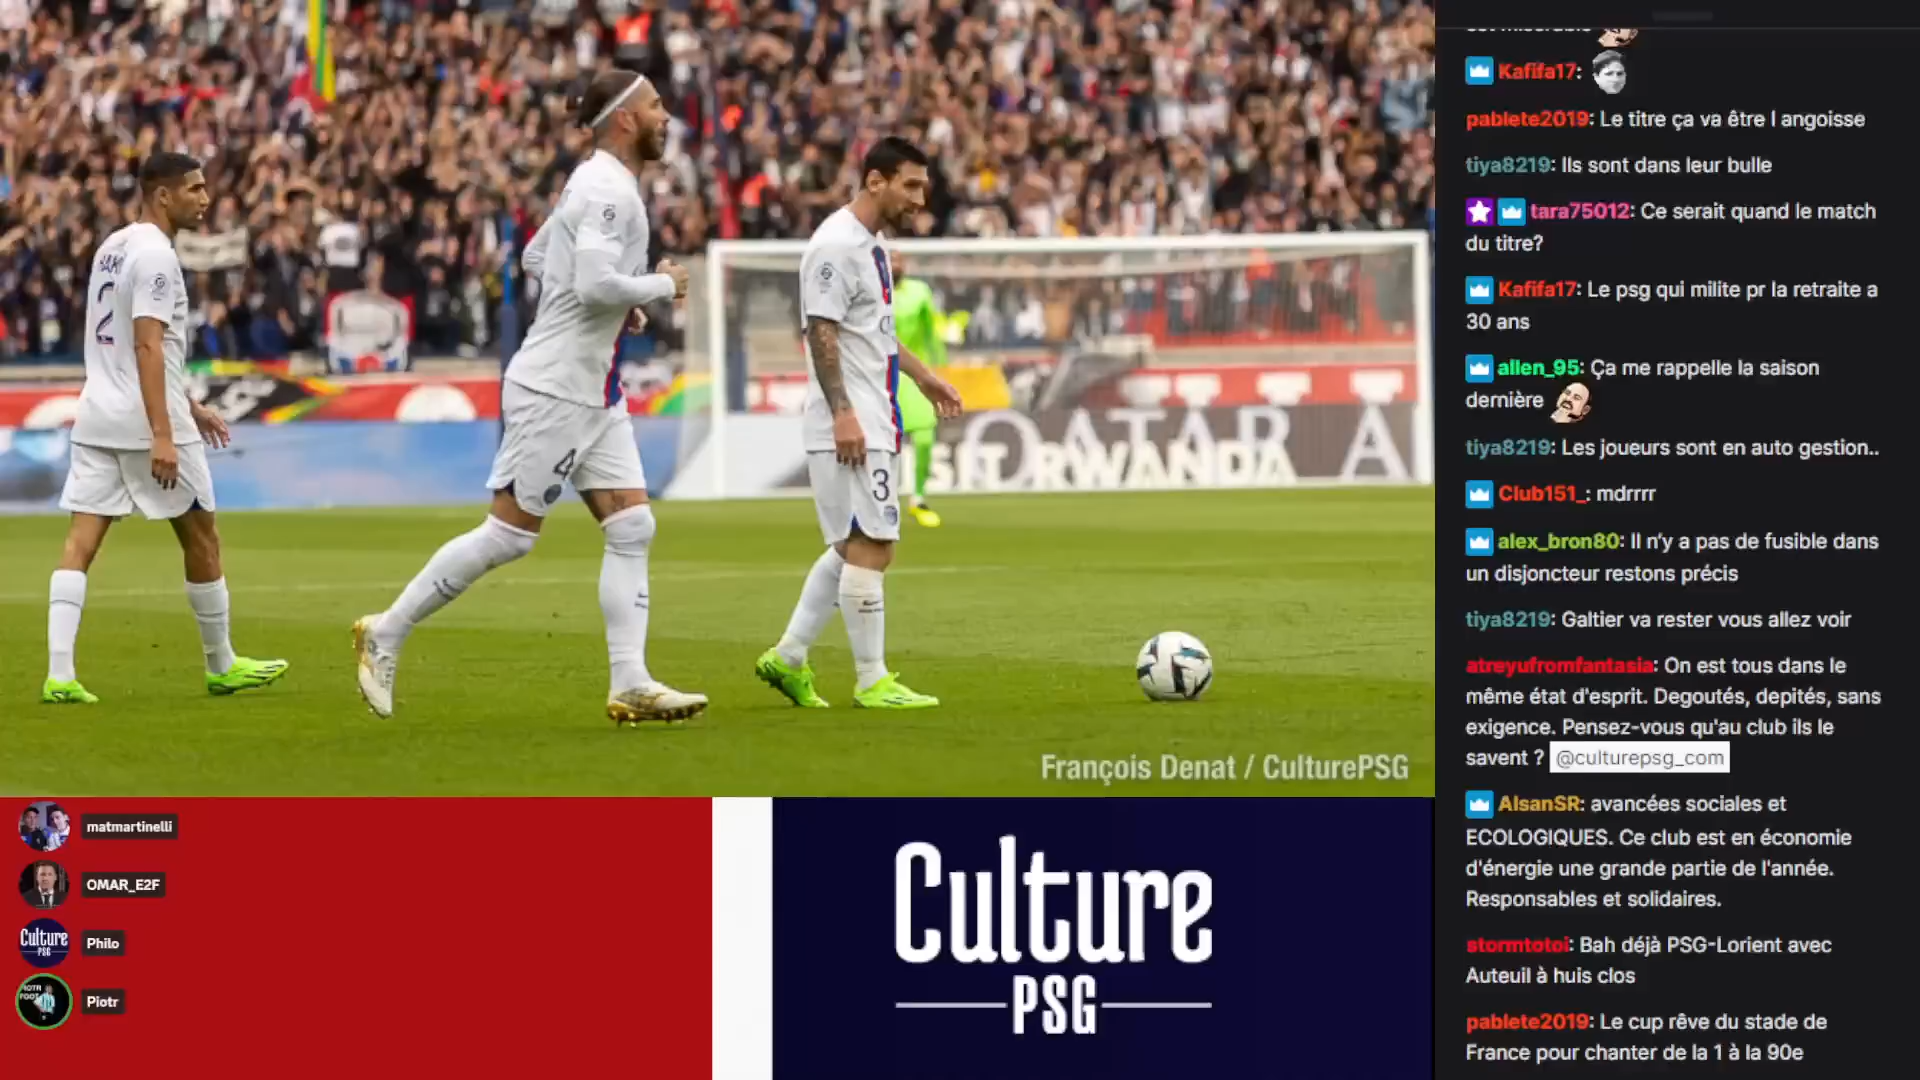 HAKI
2
4
3
QATAR A
SIT RWANDA
François Denat / CulturePSG
matmartinelli
OMAR_E2F
Culture
PSG
Philo
Piotr
Culture
PSG
Kafifa17:
pablete2019: Le titre ça va être l angoisse
tiya8219: Ils sont dans leur bulle
tara75012: Ce serait quand le match
du titre?
Kafifa17: Le psg qui milite pr la retraite a
30 ans
allen_95: Ça me rappelle la saison
dernière
tiya8219: Les joueurs sont en auto gestion..
Club151_: mdrrrr
alex_bron80: Il n'y a pas de fusible dans
un disjoncteur restons précis
tiya8219: Galtier va rester vous allez voir
atreyufromfantasia: On est tous dans le
même état d'esprit. Degoutés, depités, sans
exigence. Pensez-vous qu'au club ils le
savent ? @culturepsg_com
AlsanSR: avancées sociales et
ECOLOGIQUES. Ce club est en économie
d'énergie une grande partie de l'année.
Responsables et solidaires.
stormtotoi: Bah déjà PSG-Lorient avec
Auteuil à huis clos
pablete2019: Le cup rêve du stade de
France pour chanter de la 1 à la 90e